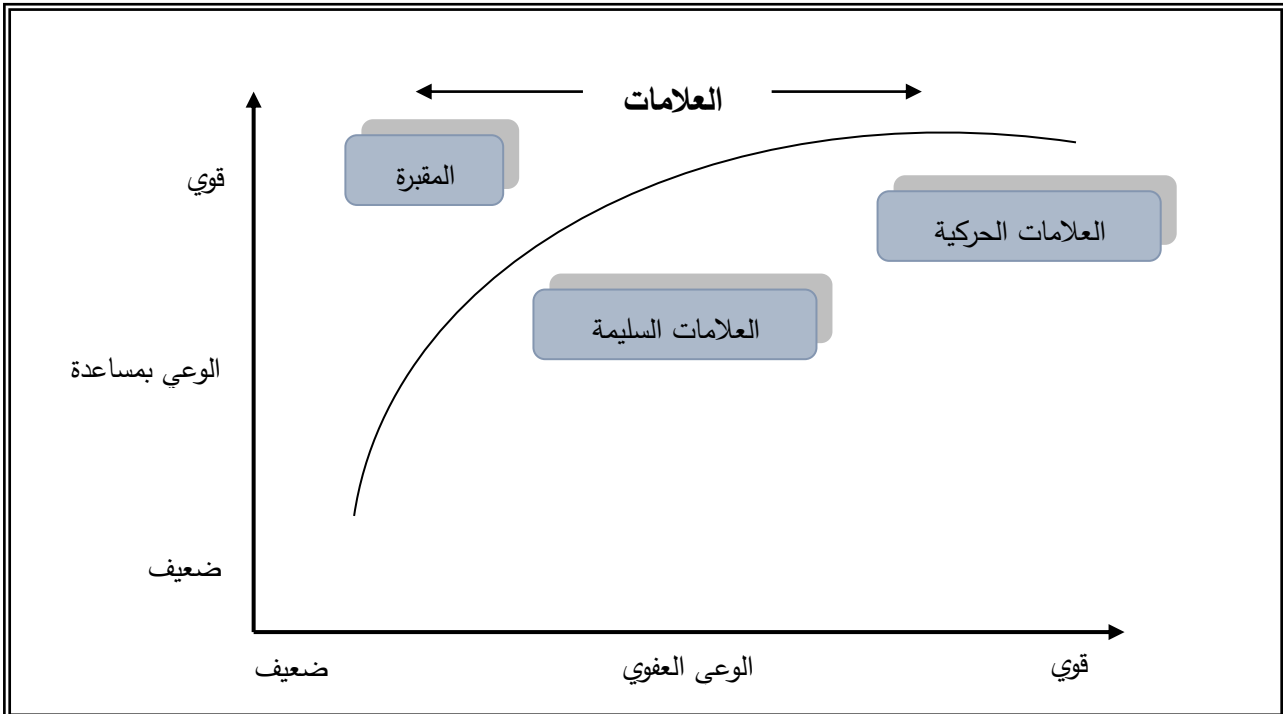 العلامات
المقبرة
قوي
العلامات الحركية
العلامات السليمة
الوعي بمساعدة
ضعيف
قوي
الوعى العفوي
ضعيف